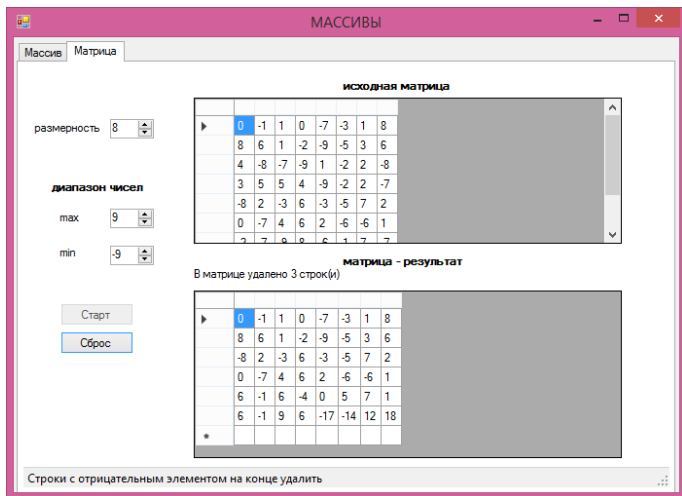 МАССИВЫ
Массив Матрица
исходная матрица
размерность 8
0 -1 1 0 -7 -3 1 8
8 6 1 -2 -9 -5 3 6
4 -8 -7 -9 1 -2 2 -8
3 5 5 4 -9 -2 2 -7
-8 2 -3 6 -3 -5 7 2
0 -7 4 6 2 -6 -6 1
диапазон чисел
max 9
min -9
матрица - результат
В матрице удалено 3 строк(и)
Старт
Сброс
0 -1 1 0 -7 -3 1 8
8 6 1 -2 -9 -5 3 6
-8 2 -3 6 -3 -5 7 2
0 -7 4 6 2 -6 -6 1
6 -1 6 -4 0 5 7 1
6 -1 9 6 -17 -14 12 18
Строки с отрицательным элементом на конце удалить